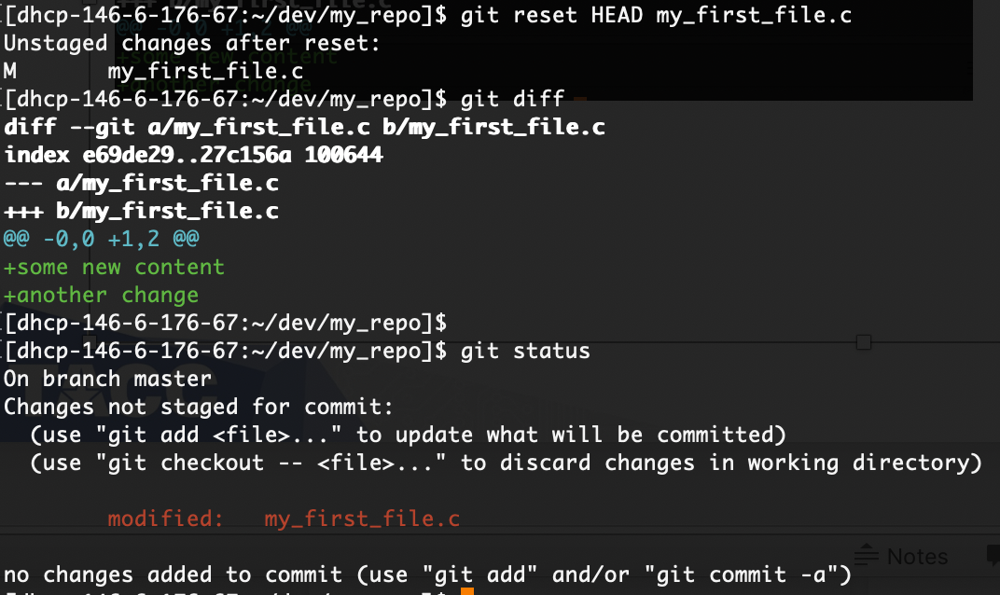 [dhcp-146-6-176-67:~/dev/my_repo]$ git reset HEAD my_first_file.c
Unstaged changes after reset:
M       my_first_file.c
[dhcp-146-6-176-67:~/dev/my_repo]$ git diff
diff --git a/my_first_file.c b/my_first_file.c
index e69de29..27c156a 100644
--- a/my_first_file.c
+++ b/my_first_file.c
@@ -0,0 +1,2 @@
+some new content
+another change
[dhcp-146-6-176-67:~/dev/my_repo]$
[dhcp-146-6-176-67:~/dev/my_repo]$ git status
On branch master
Changes not staged for commit:
  (use "git add <file>..." to update what will be committed)
  (use "git checkout -- <file>..." to discard changes in working directory)
        modified:   my_first_file.c
Notes
no changes added to commit (use "git add" and/or "git commit -a")